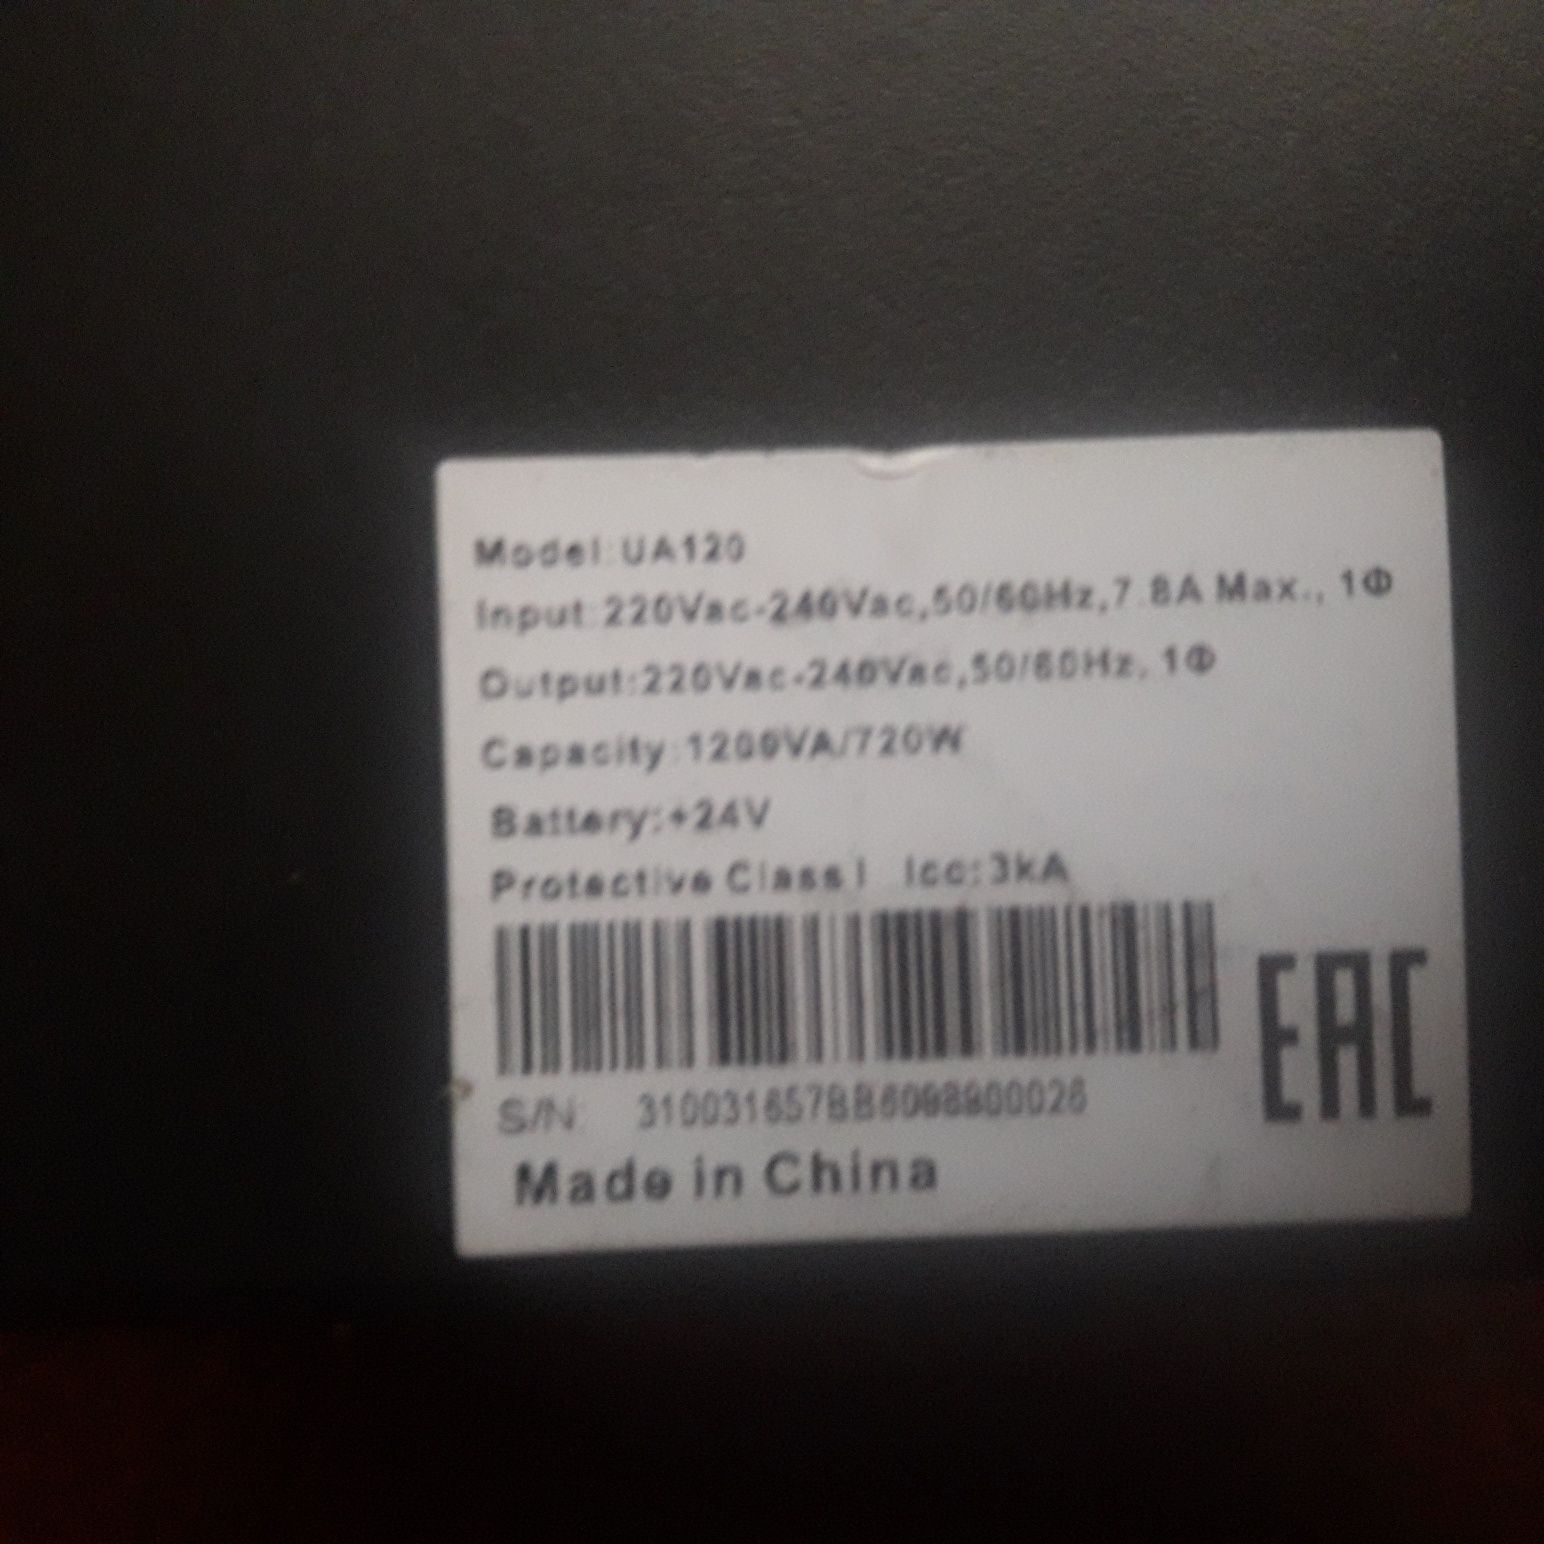 Model:UA120
Input:220Vac-240Vac,50/60Hz,7.8A Max., 1Φ
Output:220Vac-240Vac,50/60Hz, 1Φ
Capacity:1200VA/720W
Battery:+24V
Protective Class I Icc:3kA
EAC
S/N: 310031657BB6098900026
Made in China